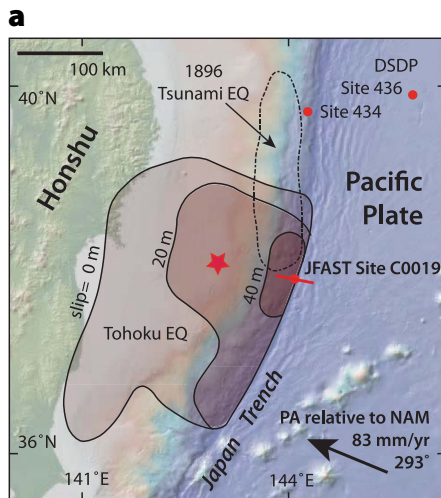 a
100 km
40˚N
1896
Tsunami EQ
DSDP
Site 436
Site 434
Honshu
Pacific
Plate
slip= 0 m
20 m
40 m
JFAST Site C0019
Tohoku EQ
Japan Trench
PA relative to NAM
83 mm/yr
293˚
36˚N
141˚E
144˚E